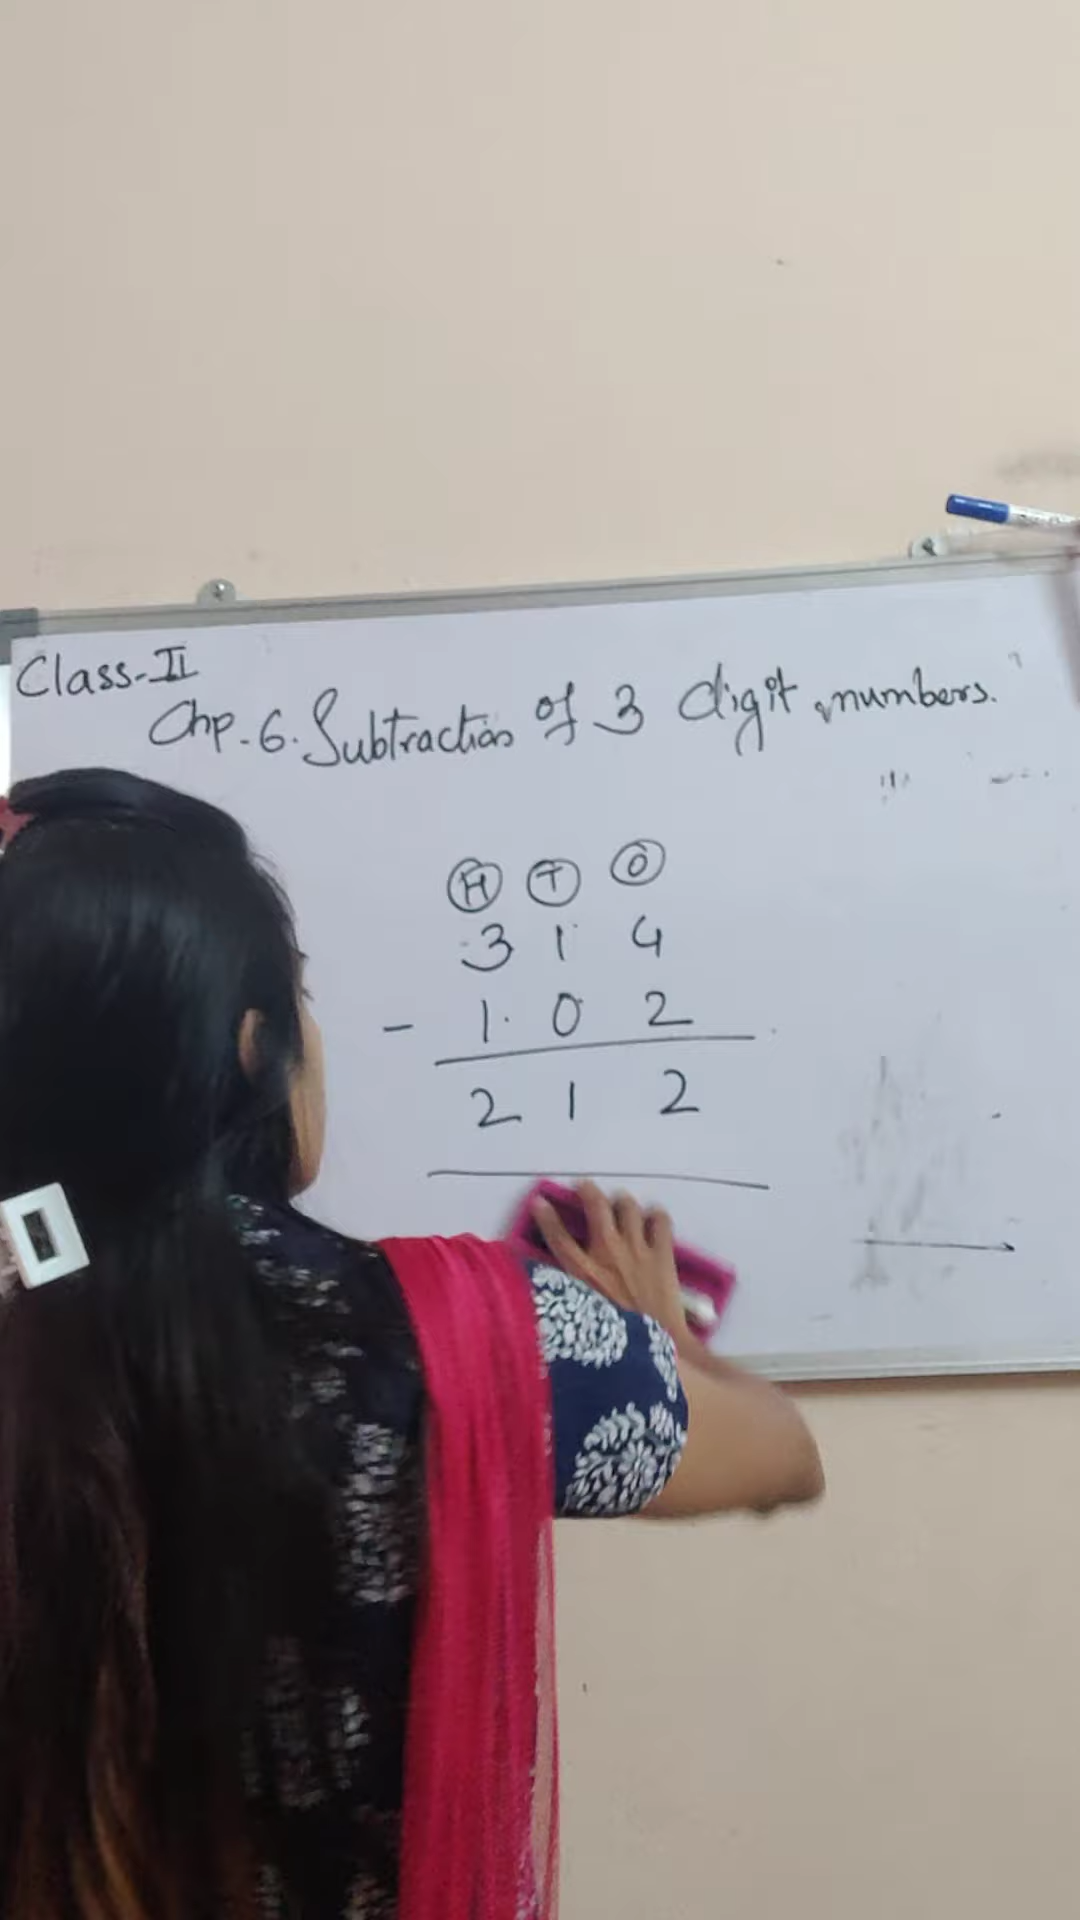 Class-II
Chp.6. Subtraction of 3 digit numbers.
H T O
3 1 4
- 1 0 2
2 1 2